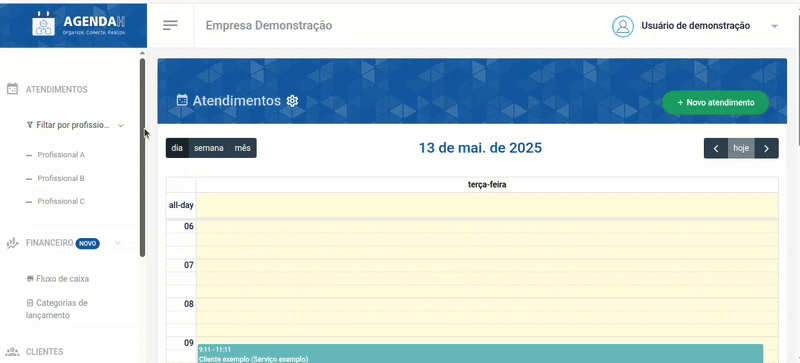 AGENDAH
Organize. Conecte. Realize.
Empresa Demonstração
Usuário de demonstração
ATENDIMENTOS
Filtar por profissio...
Profissional A
Profissional B
Profissional C
FINANCEIRO NOVO
Fluxo de caixa
Categorias de
lançamento
CLIENTES
Atendimentos
+ Novo atendimento
dia semana mês
13 de mai. de 2025
hoje
terça-feira
all-day
06
07
08
09
9:11 - 11:11
Cliente exemplo (Serviço exemplo)